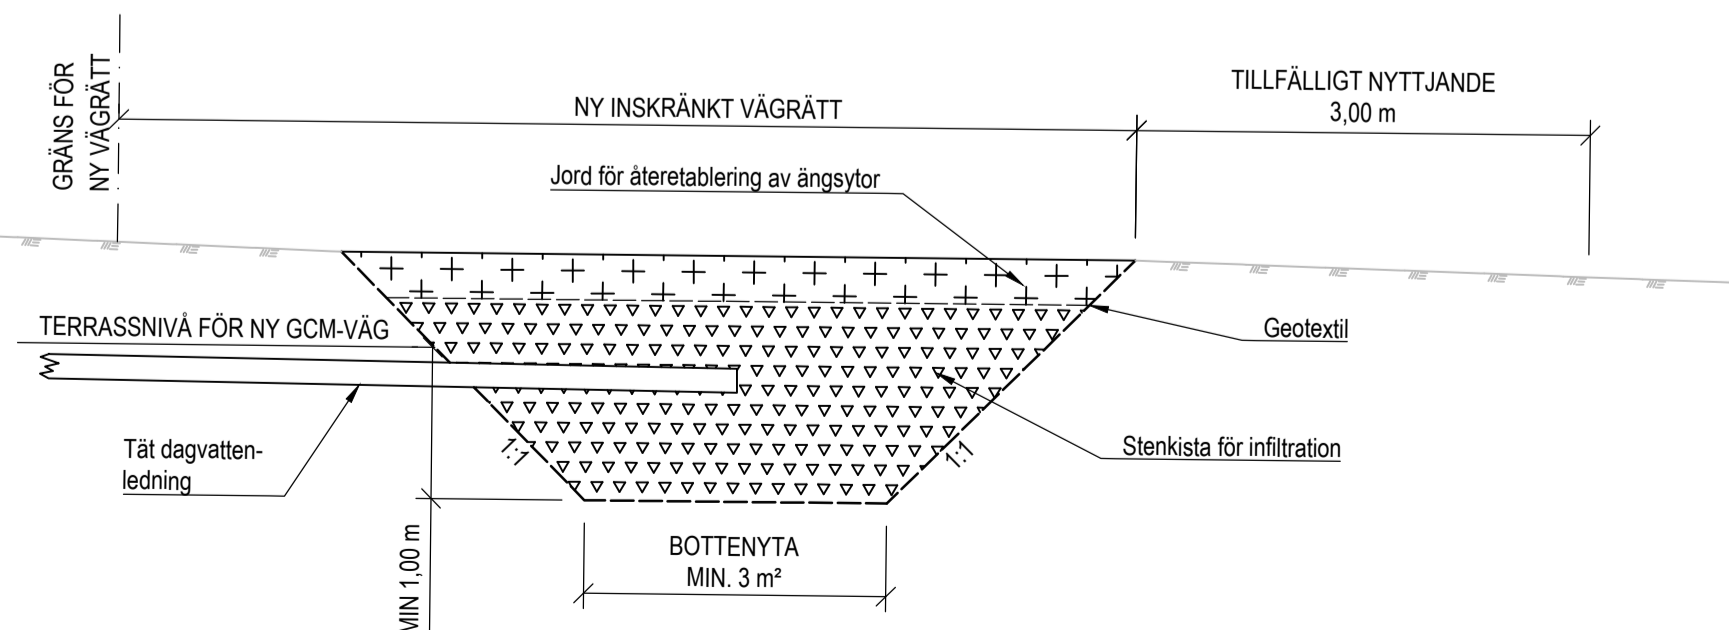 GRÄNS FÖR
NY VÄGRÄTT
NY INSKRÄNKT VÄGRÄTT
TILLFÄLLIGT NYTTJANDE
3,00 m
Jord för återetablering av ängsytor
TERRASSNIVÅ FÖR NY GCM-VÄG
Geotextil
Tät dagvatten-
ledning
1:1
1:1
Stenkista för infiltration
MIN 1,00 m
BOTTENYTA
MIN. 3 m²